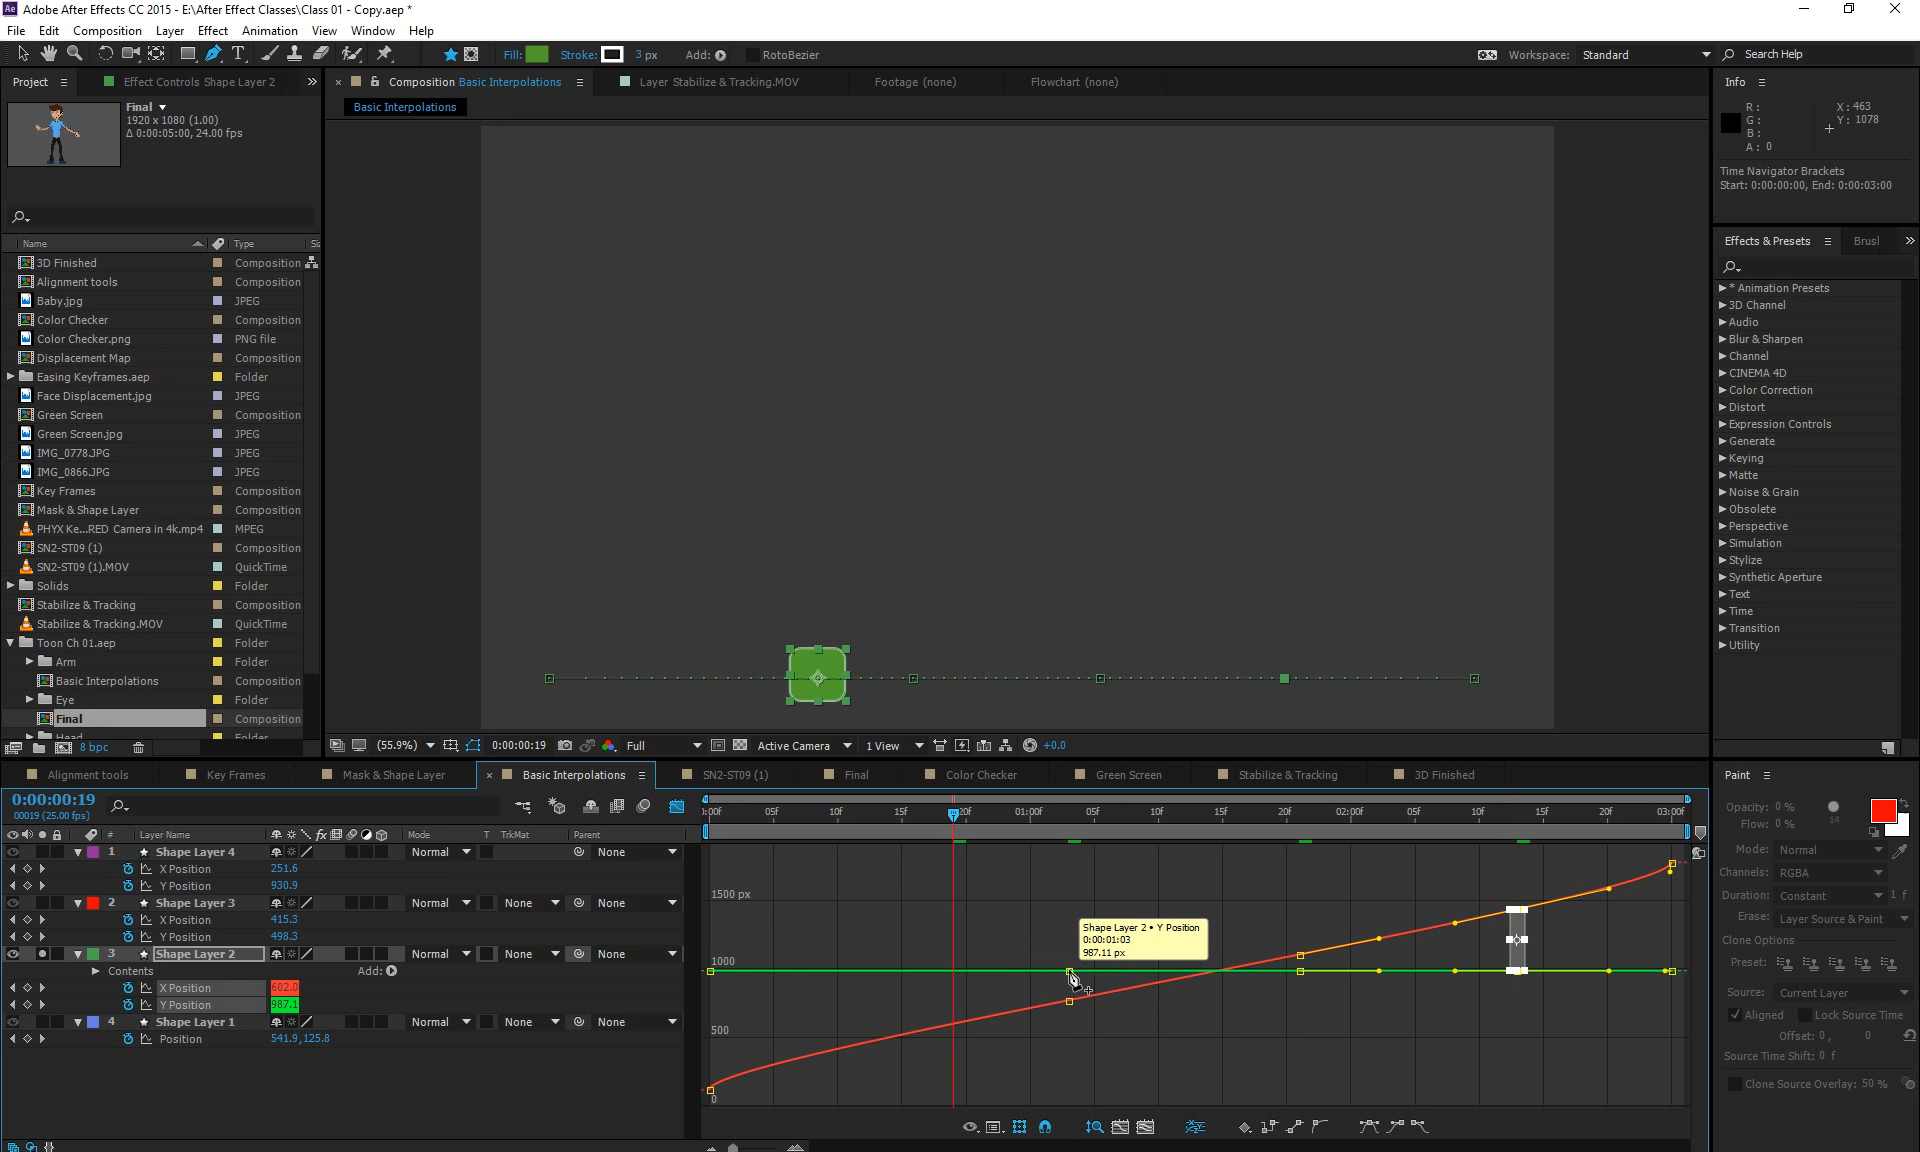 Adobe After Effects CC 2015 - E:\After Effect Classes\Class 01 - Copy.aep *
File Edit Composition Layer Effect Animation View Window Help
Fill: Stroke: 3 px Add: RotoBezier Workspace: Standard Search Help
Project Effect Controls Shape Layer 2 Composition Basic Interpolations Layer Stabilize & Tracking.MOV Footage (none) Flowchart (none) Info
Final
1920 x 1080 (1.00)
Δ 0:00:05:00, 24.00 fps
Basic Interpolations
R:
G:
B:
A: 0
X: 463
Y: 1078
Time Navigator Brackets
Start: 0:00:00:00, End: 0:00:03:00
Name Type
3D Finished Composition
Alignment tools Composition
Baby.jpg JPEG
Color Checker Composition
Color Checker.png PNG file
Displacement Map Composition
Easing Keyframes.aep Folder
Face Displacement.jpg JPEG
Green Screen Composition
Green Screen.jpg JPEG
IMG_0778.JPG JPEG
IMG_0866.JPG JPEG
Key Frames Composition
Mask & Shape Layer Composition
PHYX Ke...RED Camera in 4k.mp4 MPEG
SN2-ST09 (1) Composition
SN2-ST09 (1).MOV QuickTime
Solids Folder
Stabilize & Tracking Composition
Stabilize & Tracking.MOV QuickTime
Toon Ch 01.aep Folder
Arm Folder
Basic Interpolations Composition
Eye Folder
Final Composition
Head Folder
8 bpc
Effects & Presets Brusl
* Animation Presets
3D Channel
Audio
Blur & Sharpen
Channel
CINEMA 4D
Color Correction
Distort
Expression Controls
Generate
Keying
Matte
Noise & Grain
Obsolete
Perspective
Simulation
Stylize
Synthetic Aperture
Text
Time
Transition
Utility
(55.9%) 0:00:00:19 Full Active Camera 1 View +0.0
Alignment tools Key Frames Mask & Shape Layer Basic Interpolations SN2-ST09 (1) Final Color Checker Green Screen Stabilize & Tracking 3D Finished
0:00:00:19
00019 (25.00 fps)
# Layer Name fx Mode T TrkMat Parent
1 Shape Layer 4 Normal None
X Position 251.6
Y Position 930.9
2 Shape Layer 3 Normal None None
X Position 415.3
Y Position 498.3
3 Shape Layer 2 Normal None None
Contents Add:
X Position 602.0
Y Position 987.1
4 Shape Layer 1 Normal None None
Position 541.9,125.8
:00f 05f 10f 15f 20f 01:00f 05f 10f 15f 20f 02:00f 05f 10f 15f 20f 03:00f
1500 px
1000
500
0
Shape Layer 2 • Y Position
0:00:01:03
987.11 px
Paint
Opacity: 0 %
Flow: 0 %
14
Mode: Normal
Channels: RGBA
Duration: Constant 1 f
Erase: Layer Source & Paint
Clone Options
Preset:
Source: Current Layer
Aligned Lock Source Time
Offset: 0, 0
Source Time Shift: 0 f
Clone Source Overlay: 50 %